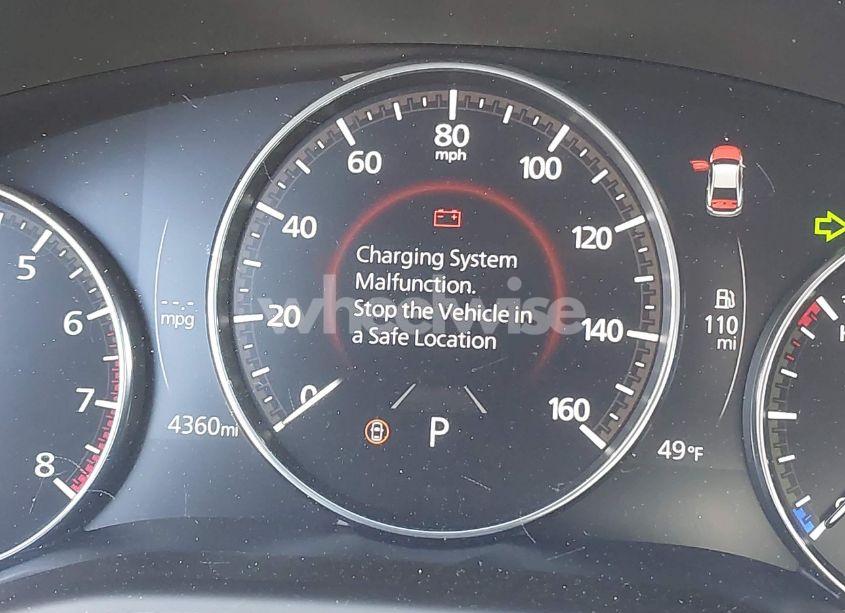 80
mph
60
100
40
120
5
Charging System
Malfunction.
Stop the Vehicle in
a Safe Location
wheelwise
-.-
mpg
6
20
140
110
mi
0
160
7
4360mi
P
49°F
8